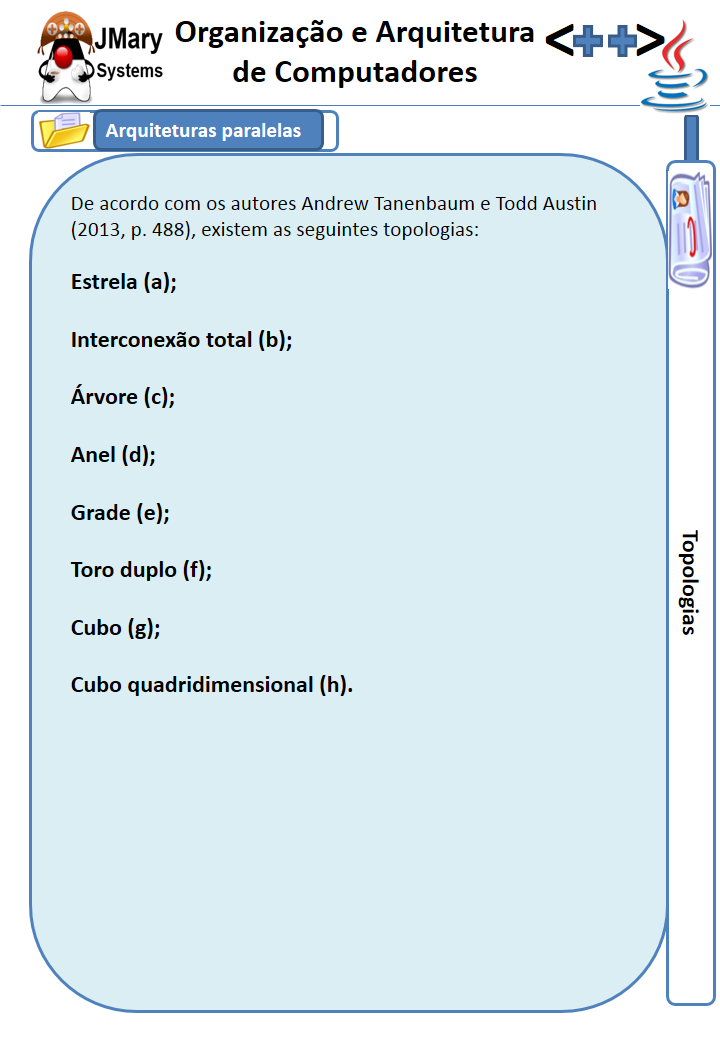 JMary
Systems
Organização e Arquitetura
de Computadores
<++>
Arquiteturas paralelas
De acordo com os autores Andrew Tanenbaum e Todd Austin
(2013, p. 488), existem as seguintes topologias:
Estrela (a);
Interconexão total (b);
Árvore (c);
Anel (d);
Grade (e);
Toro duplo (f);
Cubo (g);
Cubo quadridimensional (h).
Topologias